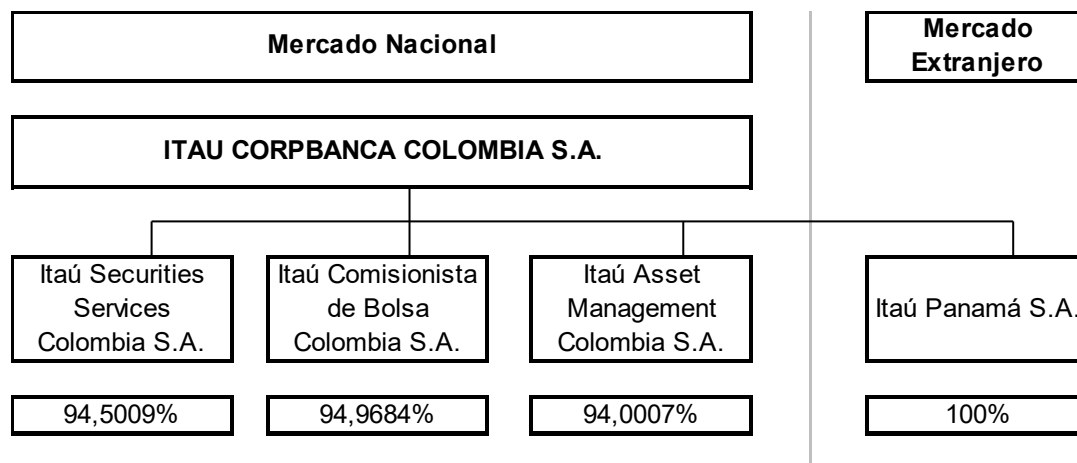 Mercado Nacional
Mercado
Extranjero
ITAU CORPBANCA COLOMBIA S.A.
Itaú Securities
Services
Colombia S.A.
Itaú Comisionista
de Bolsa
Colombia S.A.
Itaú Asset
Management
Colombia S.A.
Itaú Panamá S.A.
94,5009%
94,9684%
94,0007%
100%